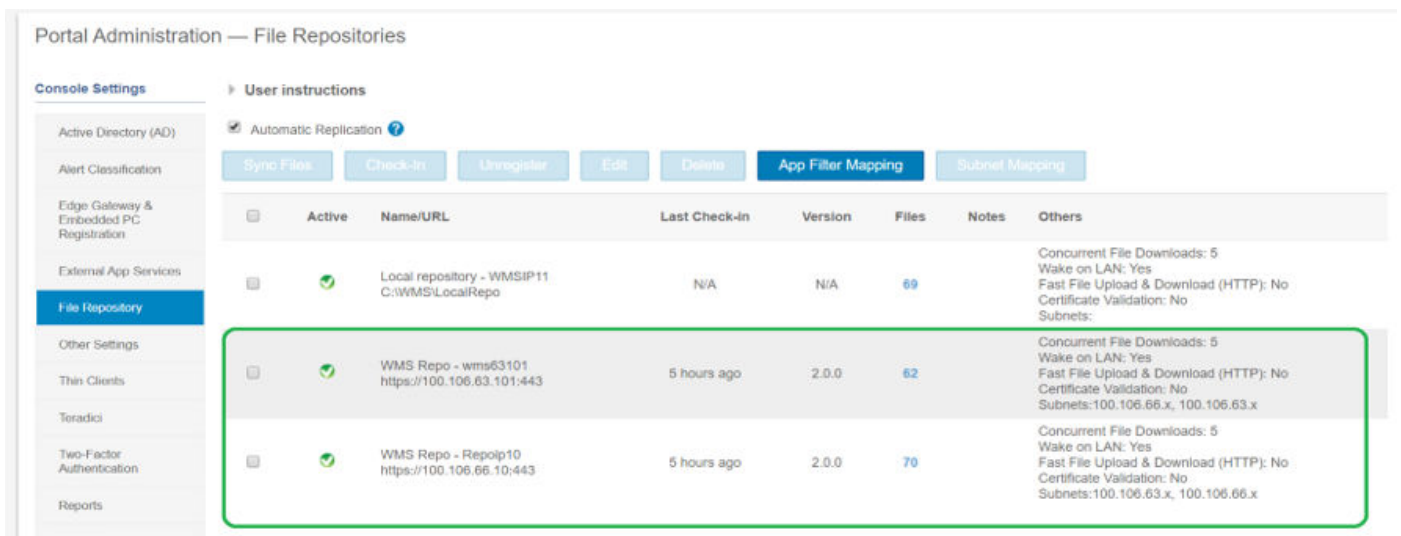 Portal Administration — File Repositories
Console Settings
Active Directory (AD)
Alert Classification
Edge Gateway &
Embedded PC
Registration
External App Services
File Repository
Other Settings
Thin Clients
Teradici
Two-Factor
Authentication
Reports
User instructions
Automatic Replication ?
Sync Files Check-In Unregister Edit Delete App Filter Mapping Subnet Mapping
Active Name/URL Last Check-in Version Files Notes Others
Local repository - WMSIP11
C:\WMS\LocalRepo
N/A N/A 69
Concurrent File Downloads: 5
Wake on LAN: Yes
Fast File Upload & Download (HTTP): No
Certificate Validation: No
Subnets:
WMS Repo - wms63101
https://100.106.63.101:443
5 hours ago 2.0.0 62
Concurrent File Downloads: 5
Wake on LAN: Yes
Fast File Upload & Download (HTTP): No
Certificate Validation: No
Subnets:100.106.66.x, 100.106.63.x
WMS Repo - RepoIp10
https://100.106.66.10:443
5 hours ago 2.0.0 70
Concurrent File Downloads: 5
Wake on LAN: Yes
Fast File Upload & Download (HTTP): No
Certificate Validation: No
Subnets:100.106.63.x, 100.106.66.x